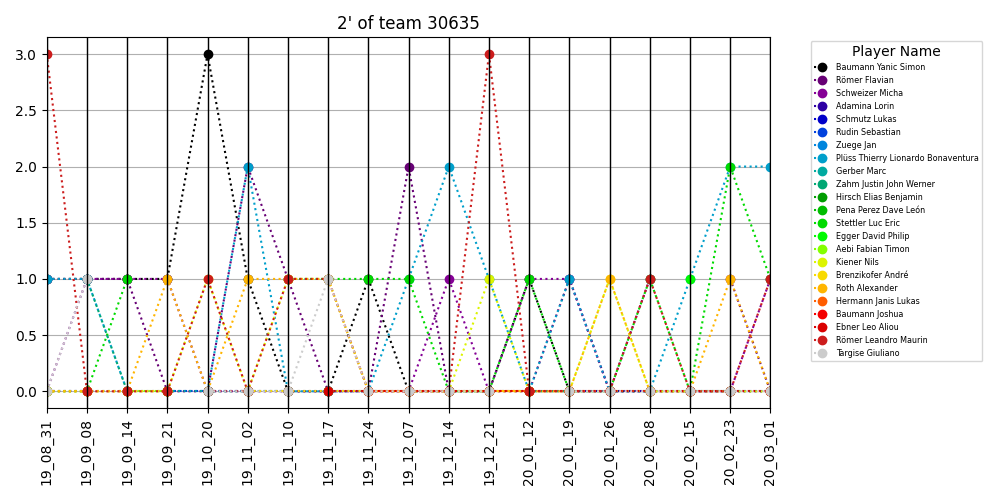 2' of team 30635
3.0
2.5
2.0
1.5
1.0
0.5
0.0
19_08_31
19_09_08
19_09_14
19_09_21
19_10_20
19_11_02
19_11_10
19_11_17
19_11_24
19_12_07
19_12_14
19_12_21
20_01_12
20_01_19
20_01_26
20_02_08
20_02_15
20_02_23
20_03_01
Player Name
Baumann Yanic Simon
Römer Flavian
Schweizer Micha
Adamina Lorin
Schmutz Lukas
Rudin Sebastian
Zuege Jan
Plüss Thierry Lionardo Bonaventura
Gerber Marc
Zahm Justin John Werner
Hirsch Elias Benjamin
Pena Perez Dave León
Stettler Luc Eric
Egger David Philip
Aebi Fabian Timon
Kiener Nils
Brenzikofer André
Roth Alexander
Hermann Janis Lukas
Baumann Joshua
Ebner Leo Aliou
Römer Leandro Maurin
Targise Giuliano